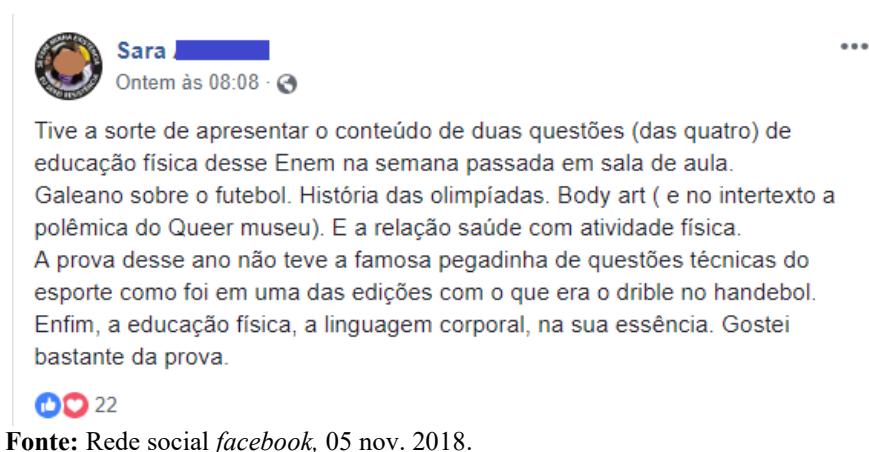 Sara
Ontem às 08:08 ·
Tive a sorte de apresentar o conteúdo de duas questões (das quatro) de
educação física desse Enem na semana passada em sala de aula.
Galeano sobre o futebol. História das olimpíadas. Body art ( e no intertexto a
polêmica do Queer museu). E a relação saúde com atividade física.
A prova desse ano não teve a famosa pegadinha de questões técnicas do
esporte como foi em uma das edições com o que era o drible no handebol.
Enfim, a educação física, a linguagem corporal, na sua essência. Gostei
bastante da prova.
22
Fonte: Rede social facebook, 05 nov. 2018.